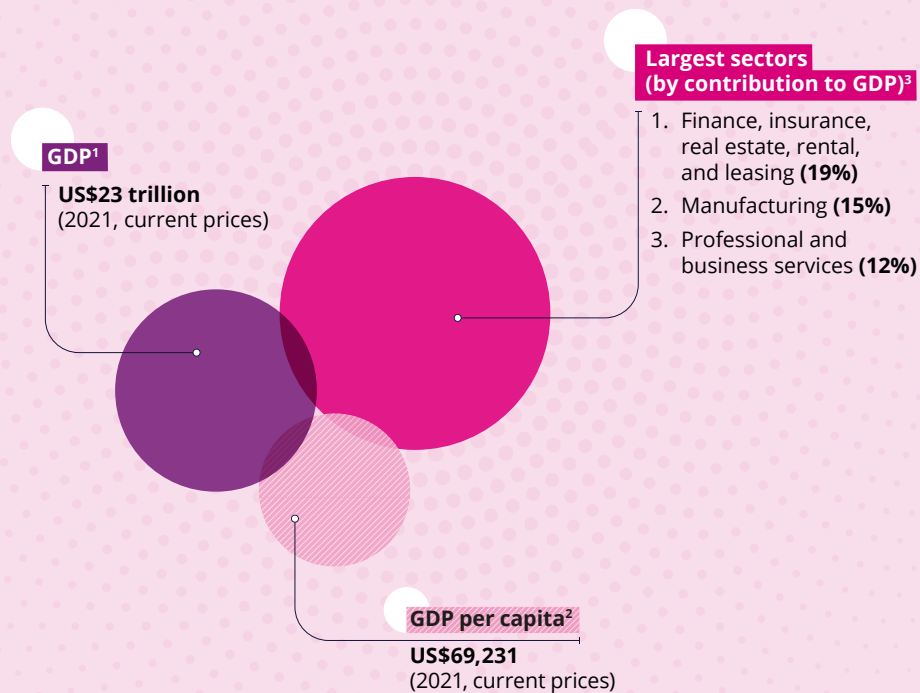 GDP¹
US$23 trillion
(2021, current prices)
Largest sectors
(by contribution to GDP)³
1. Finance, insurance,
real estate, rental,
and leasing (19%)
2. Manufacturing (15%)
3. Professional and
business services (12%)
GDP per capita²
US$69,231
(2021, current prices)